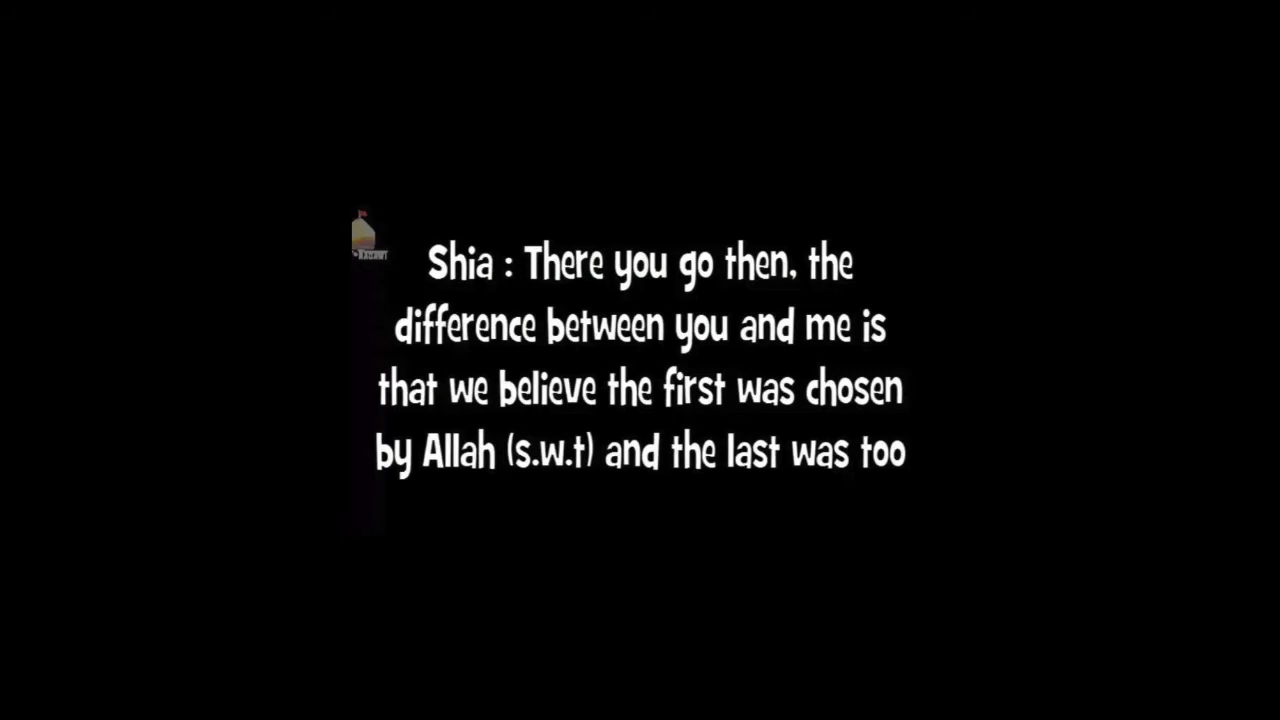 Shia : There you go then, the
difference between you and me is
that we believe the first was chosen
by Allah (s.w.t) and the last was too